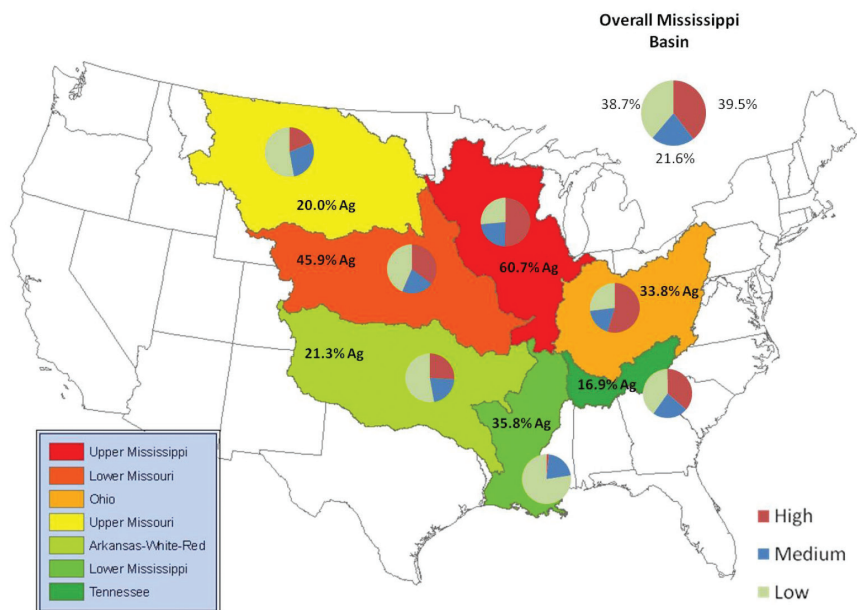 Overall Mississippi
Basin
38.7%
39.5%
21.6%
20.0% Ag
45.9% Ag
60.7% Ag
33.8% Ag
21.3% Ag
16.9% Ag
35.8% Ag
Upper Mississippi
Lower Missouri
Ohio
Upper Missouri
Arkansas-White-Red
Lower Mississippi
Tennessee
High
Medium
Low